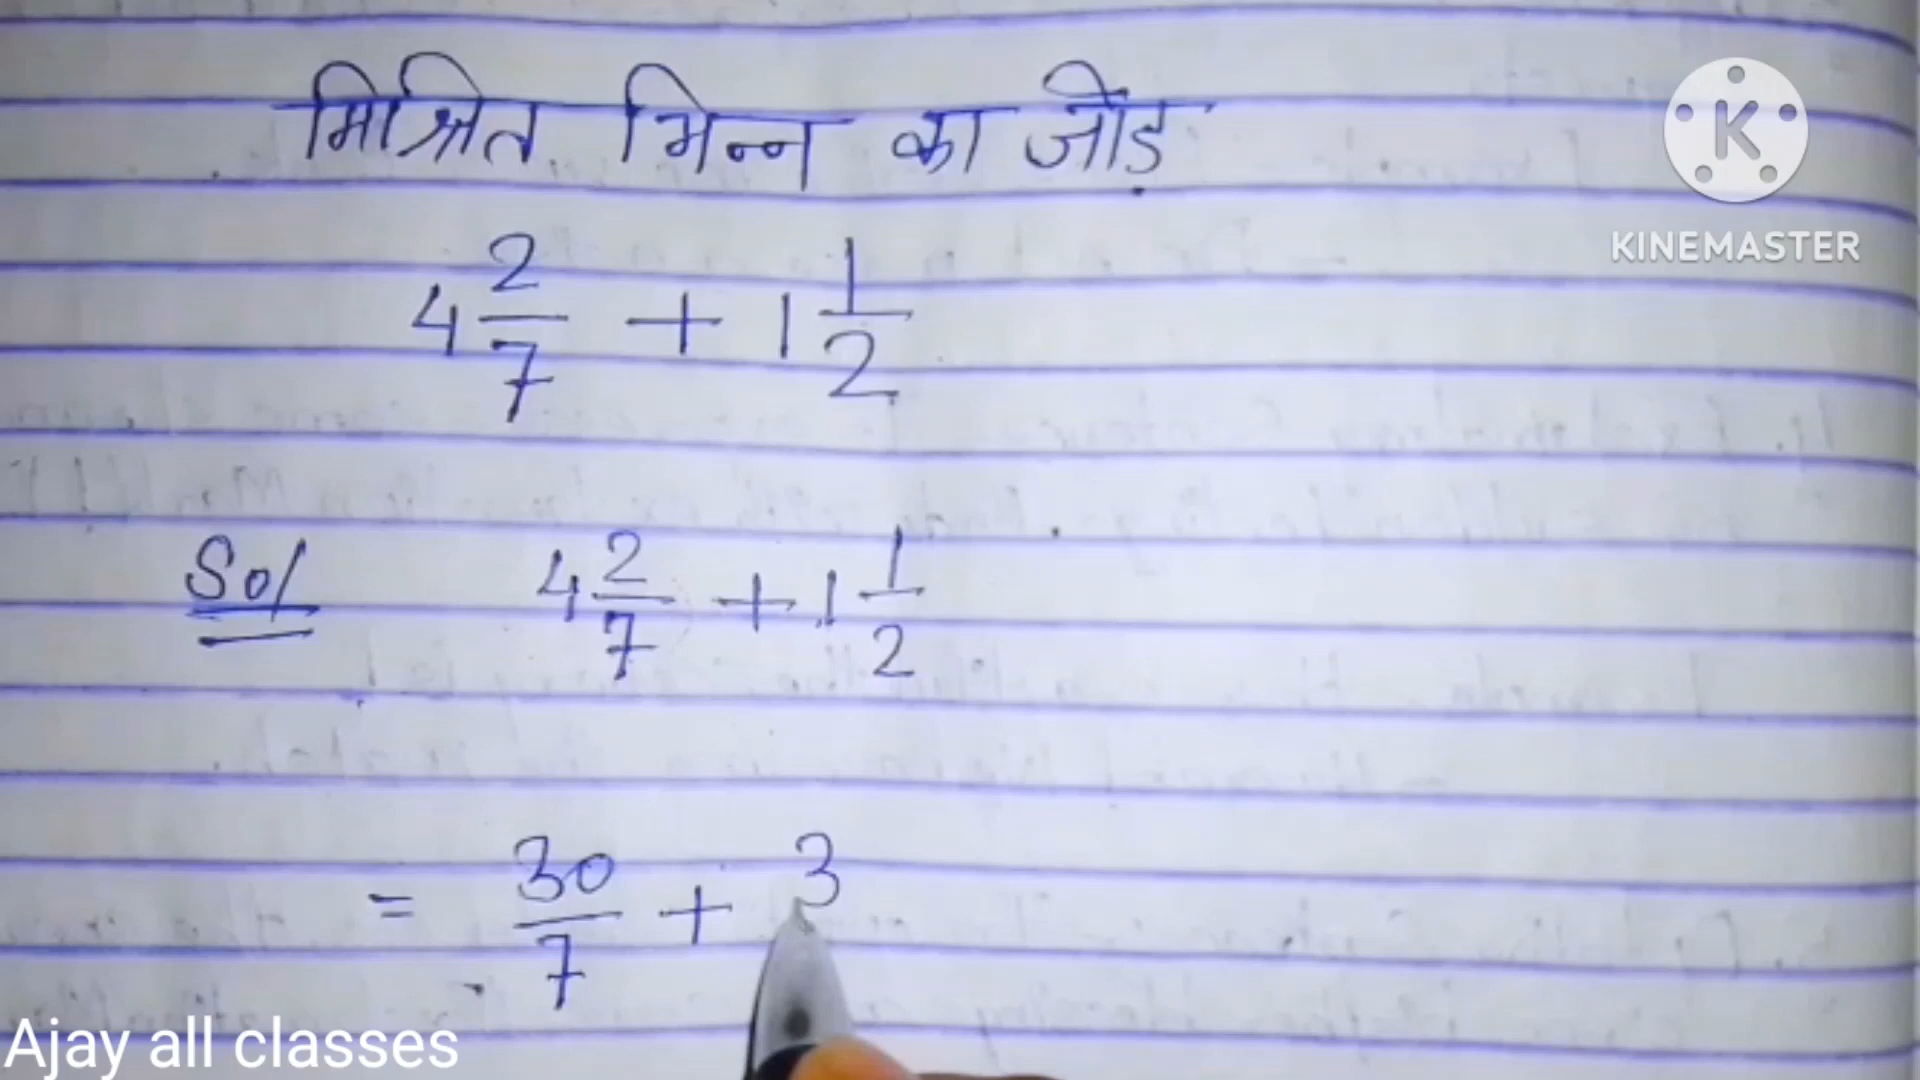 मिश्रित भिन्न का जोड़
K
KINEMASTER
4 2/7 + 1 1/2
Sol 4 2/7 + 1 1/2
= 30/7 + 3
Ajay all classes